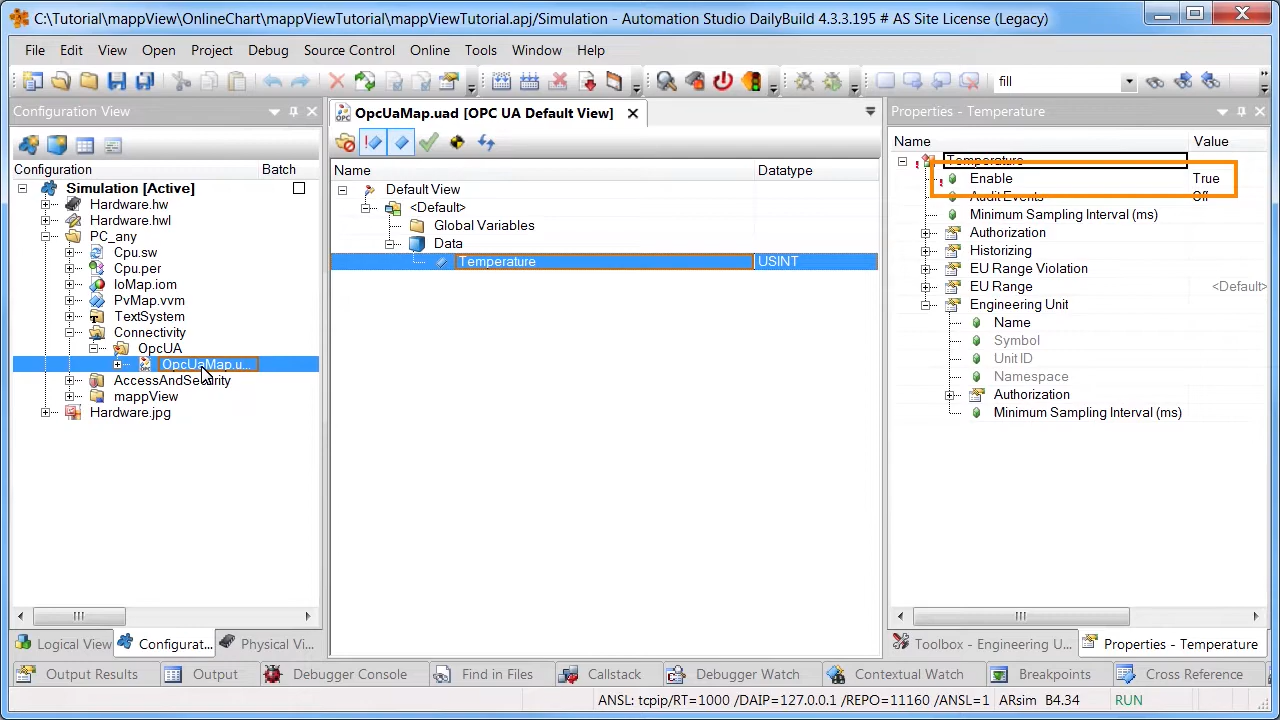 C:\Tutorial\mappView\OnlineChart\mappViewTutorial\mappViewTutorial.apj/Simulation - Automation Studio DailyBuild 4.3.3.195 # AS Site License (Legacy)
File Edit View Open Project Debug Source Control Online Tools Window Help
fill
Configuration View
OpcUaMap.uad [OPC UA Default View]
Properties - Temperature
Configuration Batch
Simulation [Active]
Hardware.hw
Hardware.hwl
PC_any
Cpu.sw
Cpu.per
IoMap.iom
PvMap.vvm
TextSystem
Connectivity
OpcUA
OpcUaMap.u...
AccessAndSecurity
mappView
Hardware.jpg
Logical View Configurat... Physical Vi...
Name Datatype
Default View
<Default>
Global Variables
Data
Temperature USINT
Name Value
Temperature
Enable True
Audit Events Off
Minimum Sampling Interval (ms)
Authorization
Historizing
EU Range Violation
EU Range <Default>
Engineering Unit
Name
Symbol
Unit ID
Namespace
Authorization
Minimum Sampling Interval (ms)
Toolbox - Engineering U... Properties - Temperature
Output Results Output Debugger Console Find in Files Callstack Debugger Watch Contextual Watch Breakpoints Cross Reference
ANSL: tcpip/RT=1000 /DAIP=127.0.0.1 /REPO=11160 /ANSL=1 ARsim B4.34 RUN